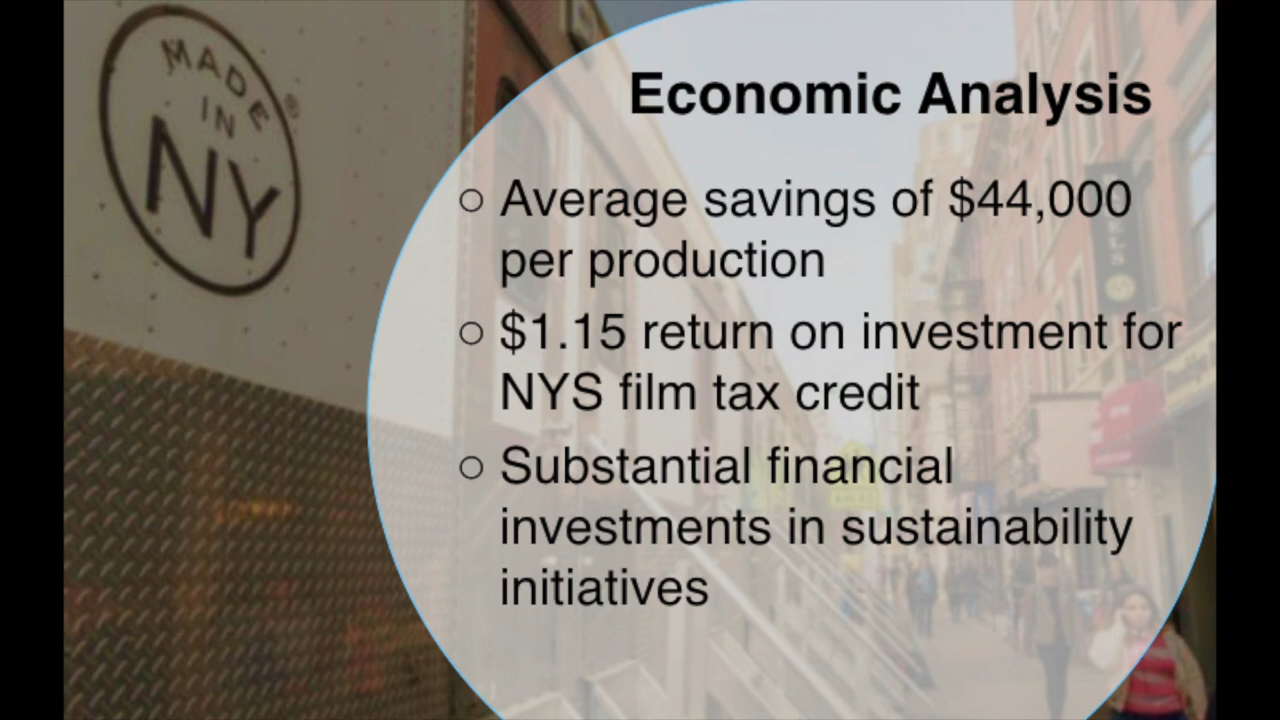 MADE
IN
NY
®
Economic Analysis
○ Average savings of $44,000
per production
○ $1.15 return on investment for
NYS film tax credit
○ Substantial financial
investments in sustainability
initiatives